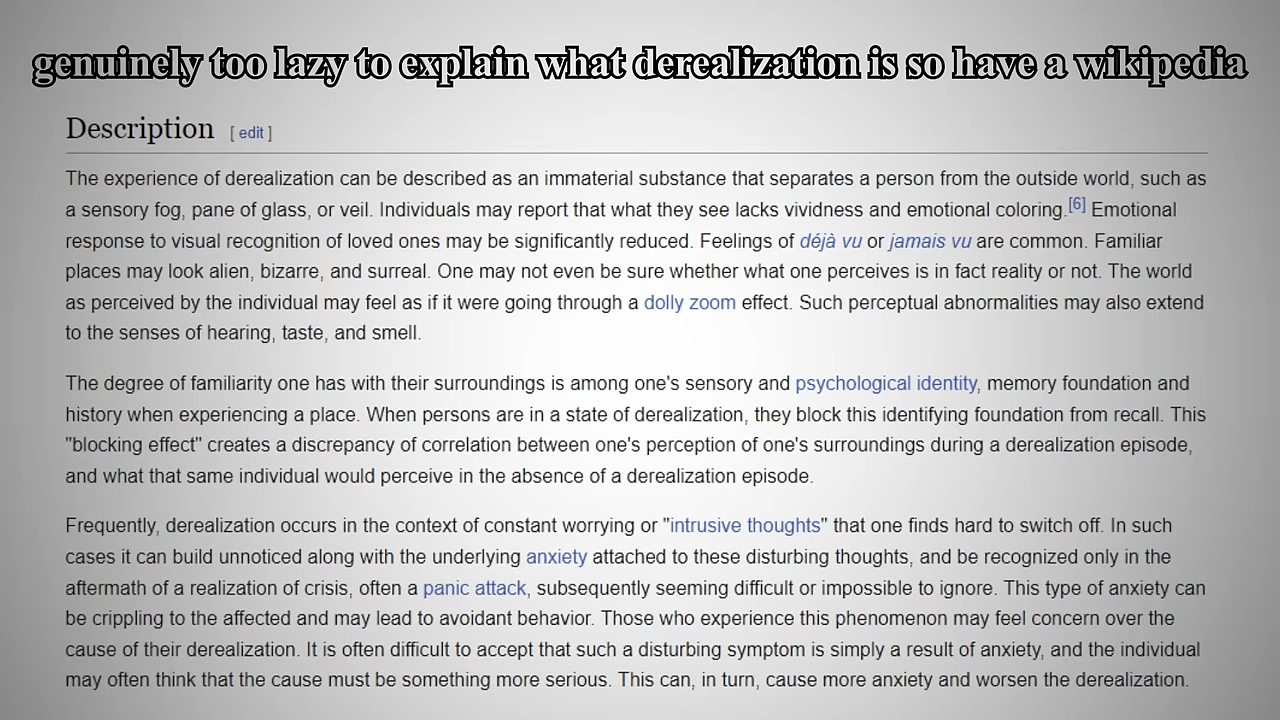 genuinely too lazy to explain what derealization is so have a wikipedia
Description [ edit ]
The experience of derealization can be described as an immaterial substance that separates a person from the outside world, such as
a sensory fog, pane of glass, or veil. Individuals may report that what they see lacks vividness and emotional coloring.[6] Emotional
response to visual recognition of loved ones may be significantly reduced. Feelings of déjà vu or jamais vu are common. Familiar
places may look alien, bizarre, and surreal. One may not even be sure whether what one perceives is in fact reality or not. The world
as perceived by the individual may feel as if it were going through a dolly zoom effect. Such perceptual abnormalities may also extend
to the senses of hearing, taste, and smell.
The degree of familiarity one has with their surroundings is among one's sensory and psychological identity, memory foundation and
history when experiencing a place. When persons are in a state of derealization, they block this identifying foundation from recall. This
"blocking effect" creates a discrepancy of correlation between one's perception of one's surroundings during a derealization episode,
and what that same individual would perceive in the absence of a derealization episode.
Frequently, derealization occurs in the context of constant worrying or "intrusive thoughts" that one finds hard to switch off. In such
cases it can build unnoticed along with the underlying anxiety attached to these disturbing thoughts, and be recognized only in the
aftermath of a realization of crisis, often a panic attack, subsequently seeming difficult or impossible to ignore. This type of anxiety can
be crippling to the affected and may lead to avoidant behavior. Those who experience this phenomenon may feel concern over the
cause of their derealization. It is often difficult to accept that such a disturbing symptom is simply a result of anxiety, and the individual
may often think that the cause must be something more serious. This can, in turn, cause more anxiety and worsen the derealization.